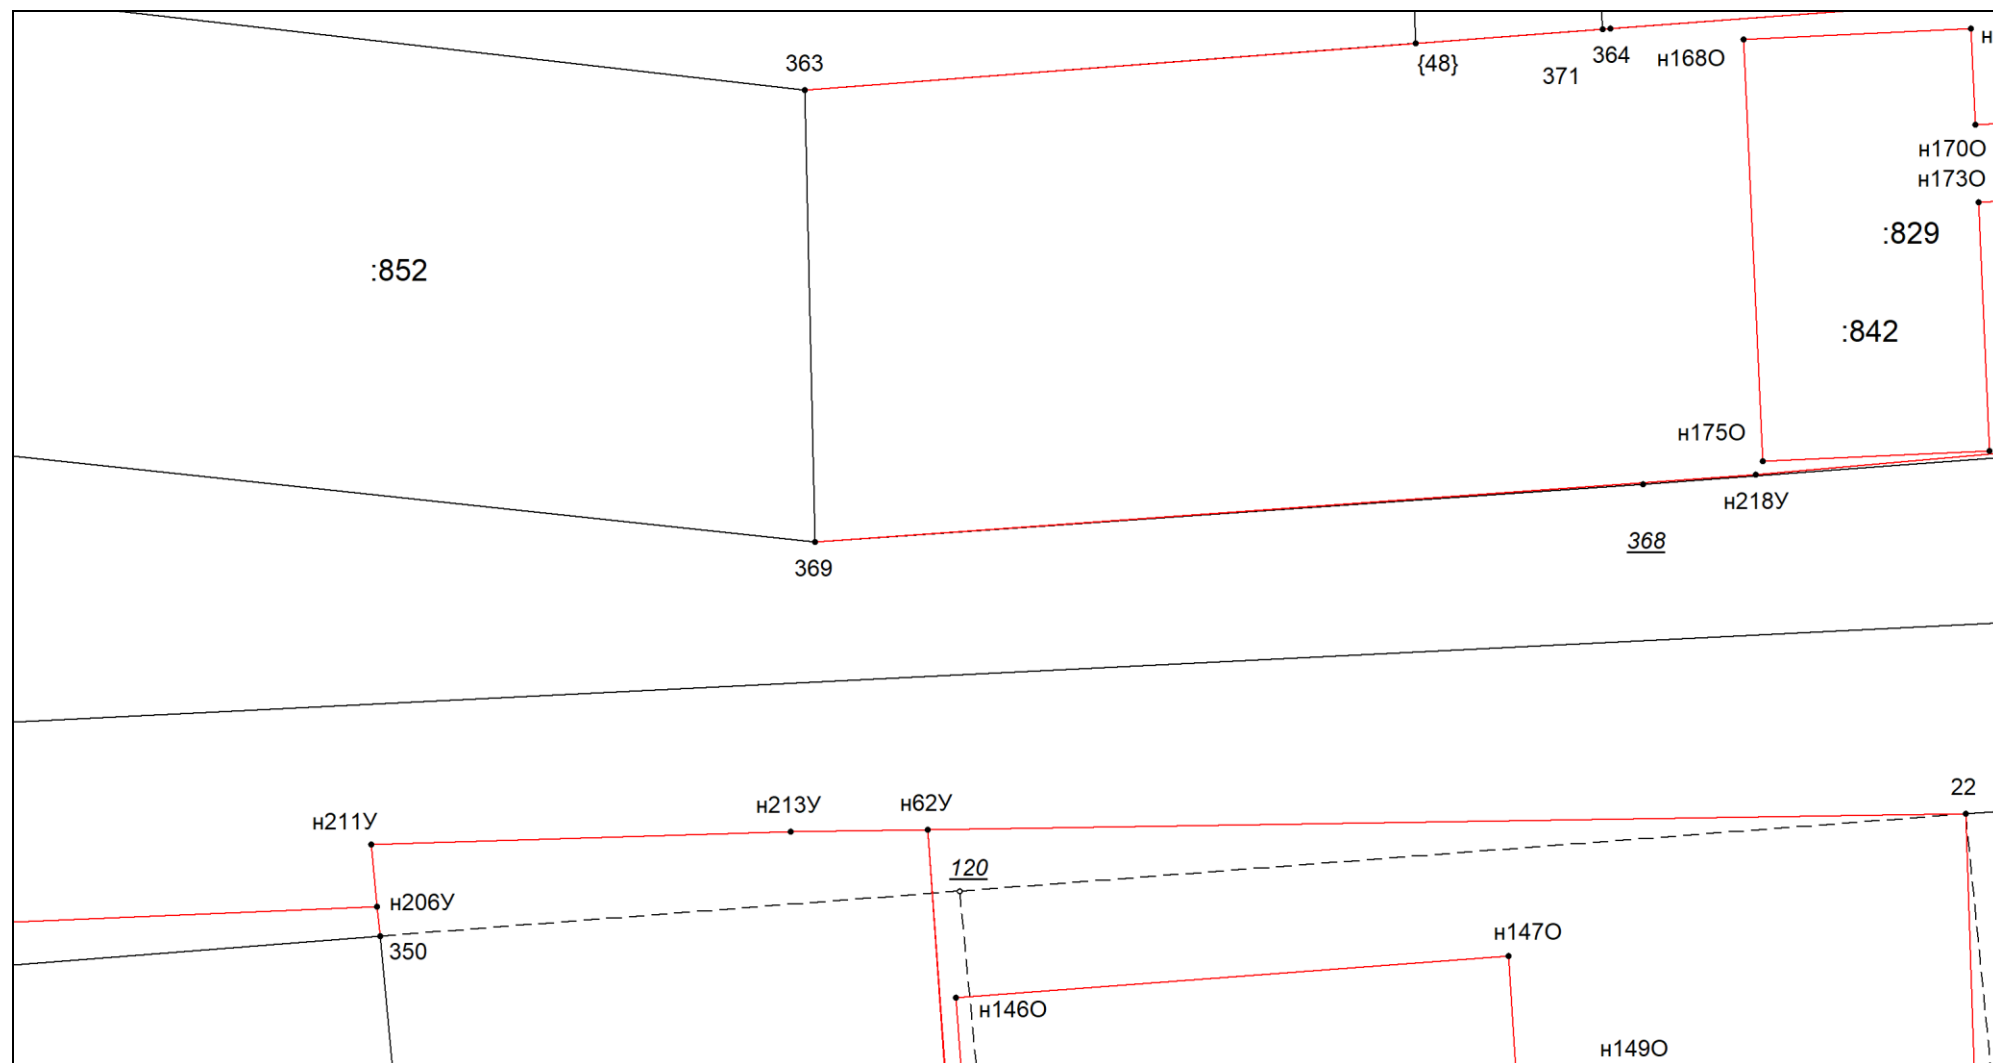 363
{48}
371
364
н168О
н
н170О
н173О
:829
:852
:842
н175О
н218У
368
369
22
н211У
н213У
н62У
120
н206У
350
н147О
н146О
н149О